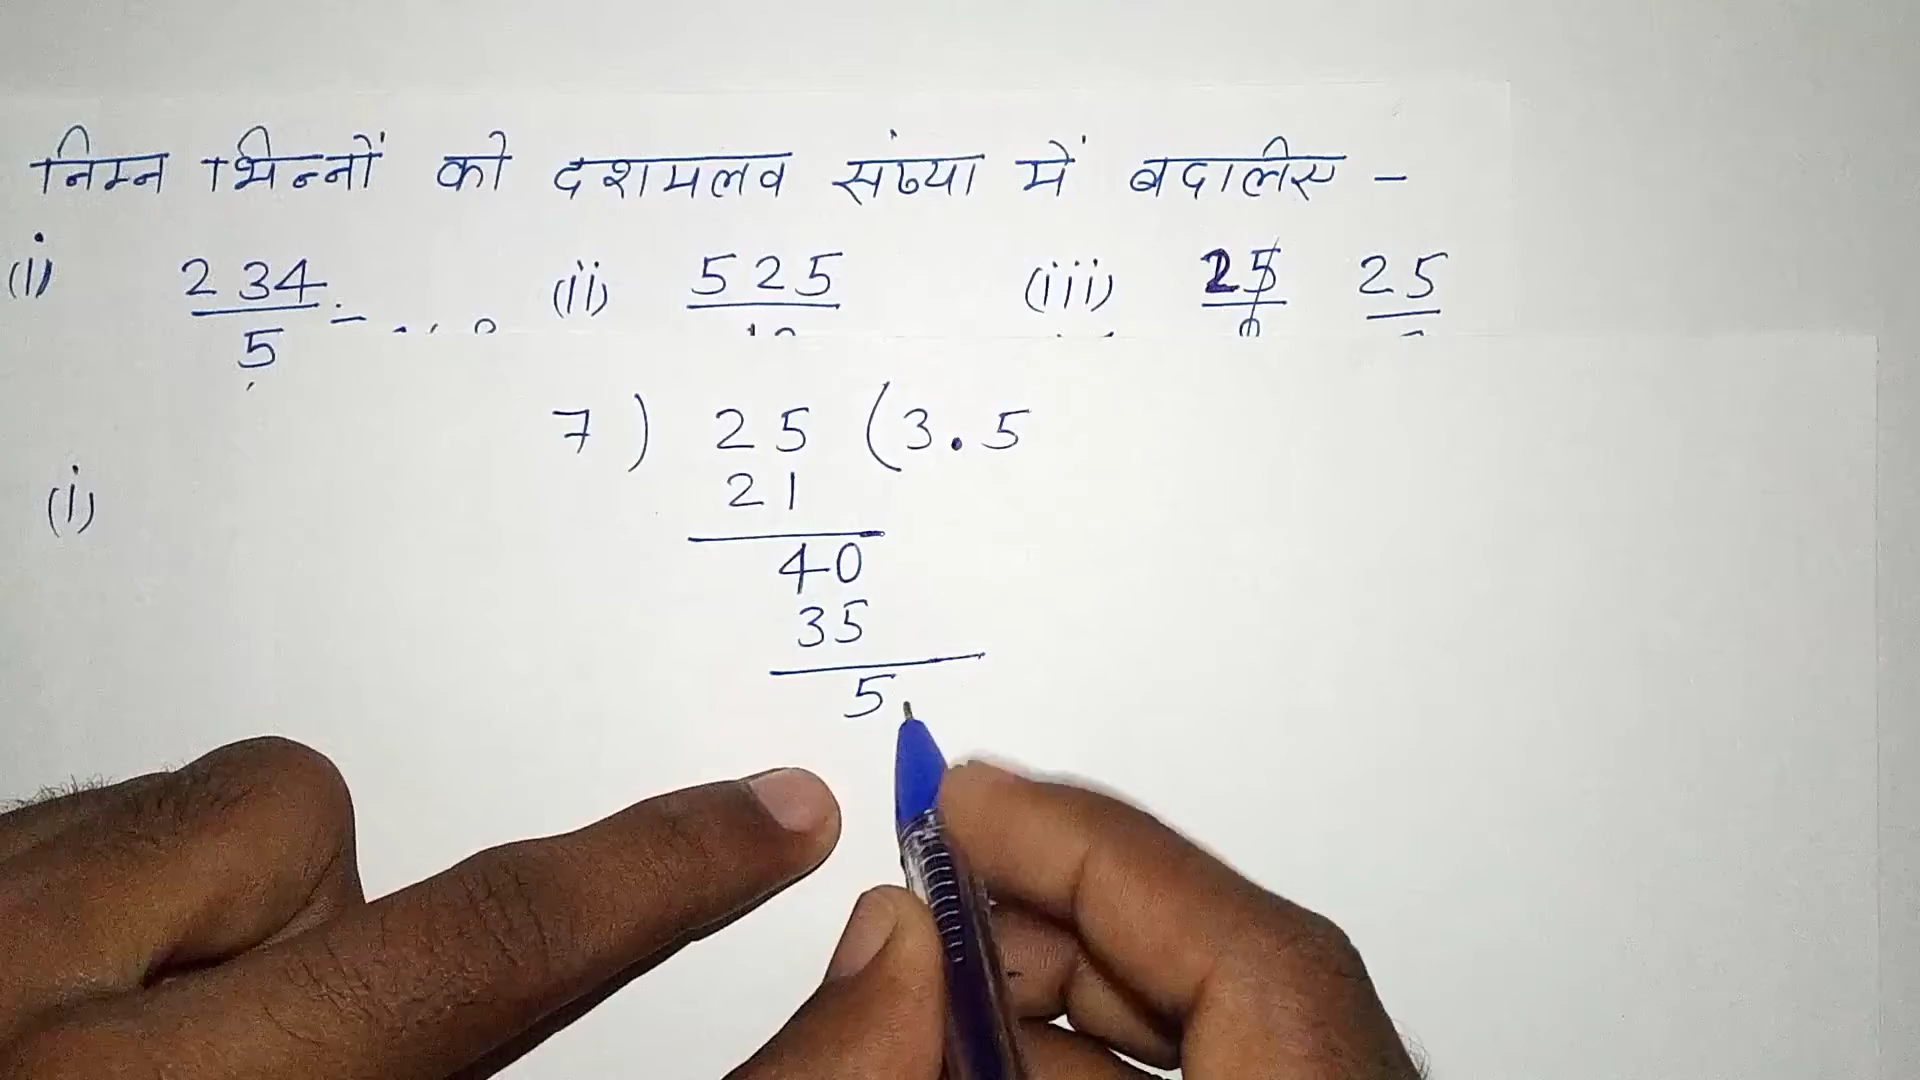 निम्न भिन्नों को दशमलव संख्या में बदलिए -
(i) 234/5 = (ii) 525 (iii) 25 25
7 ) 25 ( 3.5
21
(i)
40
35
5